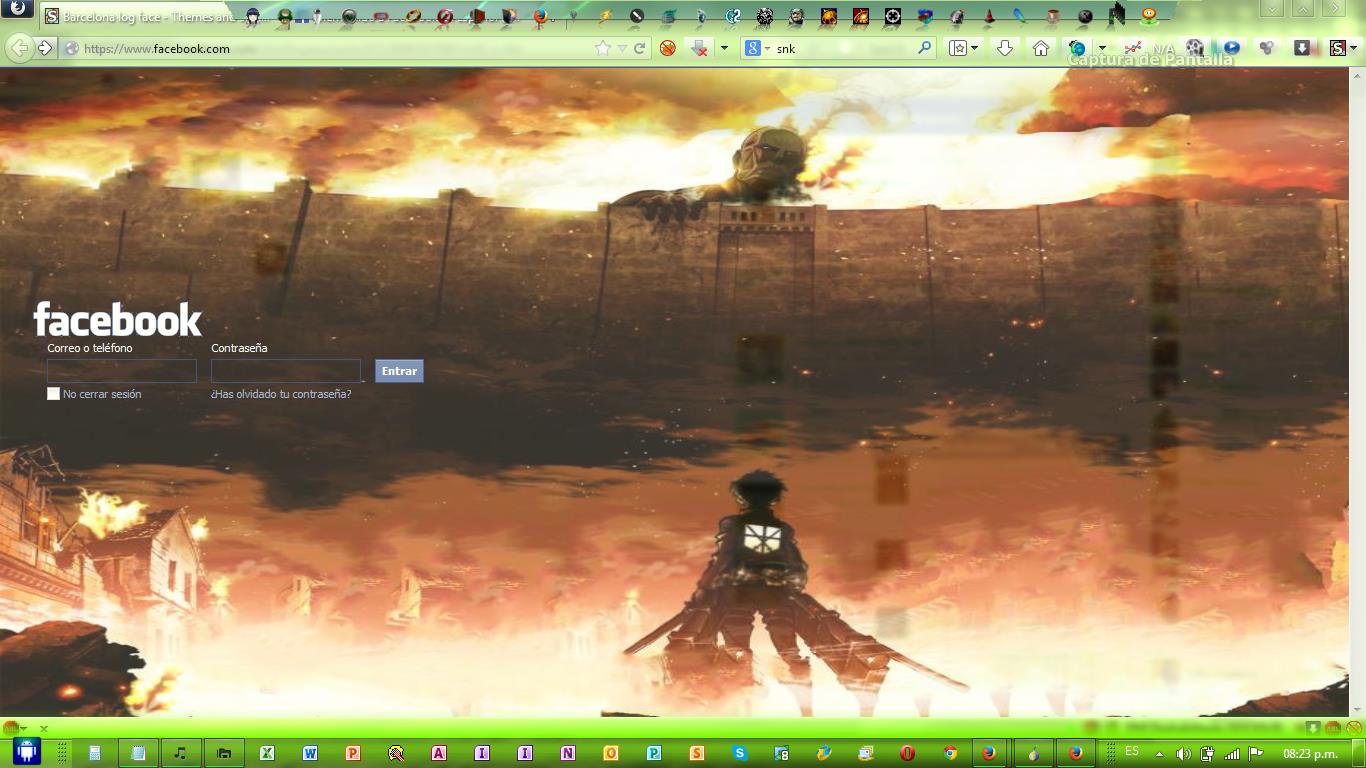 Barcelona log face - Themes and
https://www.facebook.com
snk
N/A
Captura de Pantalla
facebook
Correo o teléfono
Contraseña
Entrar
No cerrar sesión
¿Has olvidado tu contraseña?
ES
08:23 p.m.